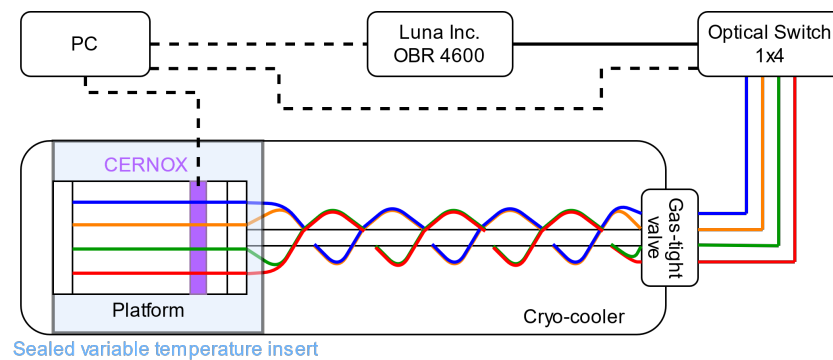 PC
Luna Inc.
OBR 4600
Optical Switch
1x4
CERNOX
Gas-tight
valve
Platform
Cryo-cooler
Sealed variable temperature insert